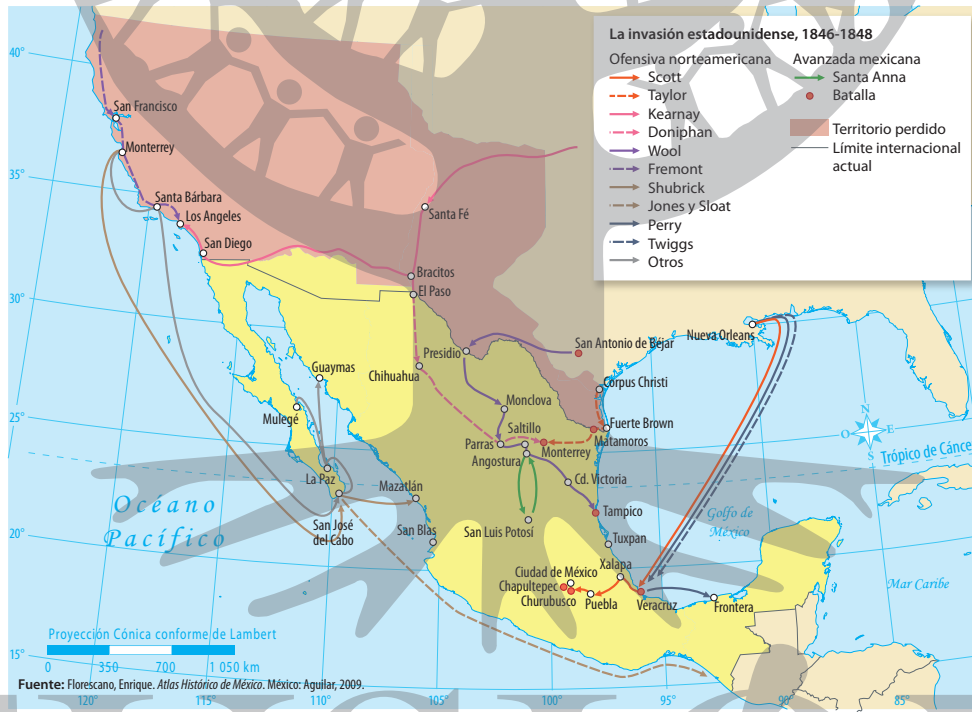 La invasión estadounidense, 1846-1848
Ofensiva norteamericana
Scott
Taylor
Kearnay
Doniphan
Wool
Fremont
Shubrick
Jones y Sloat
Perry
Twiggs
Otros
Avanzada mexicana
Santa Anna
Batalla
Territorio perdido
Límite internacional
actual
40°
35°
30°
25°
20°
15°
San Francisco
Monterrey
Santa Bárbara
Los Angeles
San Diego
Santa Fé
Bracitos
El Paso
Nueva Orleans
San Antonio de Béjar
Presidio
Chihuahua
Guaymas
Corpus Christi
Mulegé
Monclova
Fuerte Brown
Saltillo
Matamoros
Parras
Monterrey
Angostura
N
O
E
S
Trópico de Cánce
La Paz
Mazatlán
Cd. Victoria
Océano
Pacífico
San José
del Cabo
San Blas
San Luis Potosí
Tampico
Golfo de
México
Tuxpan
Xalapa
Ciudad de México
Chapultepec
Churubusco
Puebla
Veracruz
Frontera
Mar Caribe
Proyección Cónica conforme de Lambert
0 350 700 1 050 km
Fuente: Florescano, Enrique. Atlas Histórico de México. México: Aguilar, 2009.
120° 115° 110° 105° 100° 95° 90° 85°